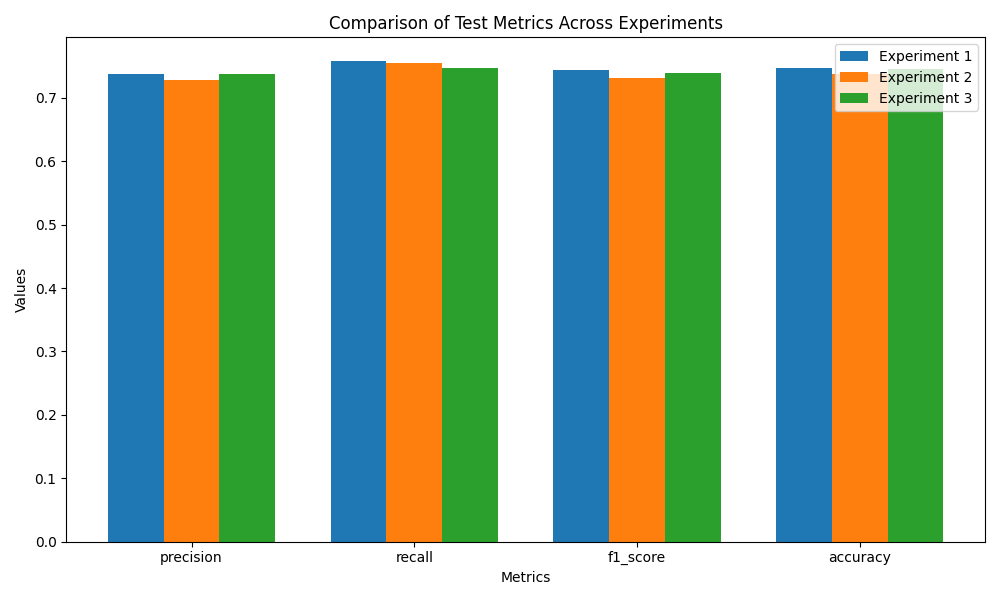 Comparison of Test Metrics Across Experiments
Experiment 1
Experiment 2
Experiment 3
Values
0.7
0.6
0.5
0.4
0.3
0.2
0.1
0.0
precision recall f1_score accuracy
Metrics